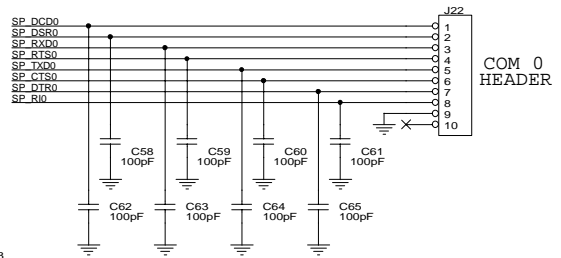 J22
SP_DCD0 1
SP_DSR0 2
SP_RXD0 3
SP_RTS0 4
SP_TXD0 5
SP_CTS0 6
SP_DTR0 7
SP_RI0 8
9
10
COM 0
HEADER
C58
100pF
C59
100pF
C60
100pF
C61
100pF
C62
100pF
C63
100pF
C64
100pF
C65
100pF